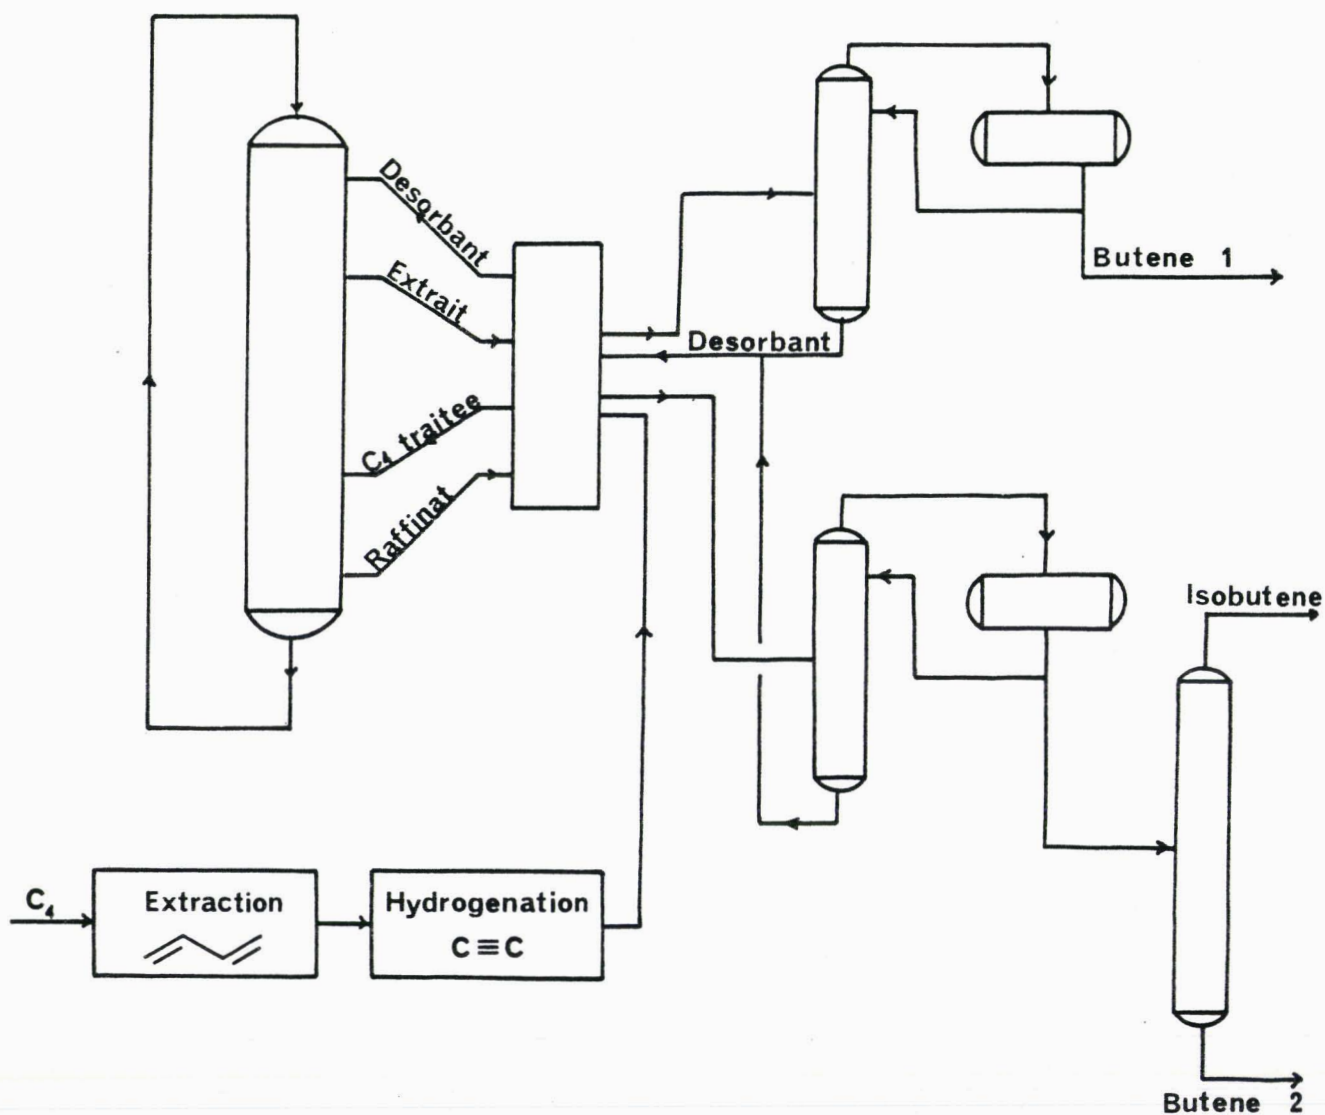 Desorbant
Extrait
C₄ traitee
Raffinat
Desorbant
Butene 1
Isobutene
C₄
Extraction
Hydrogenation
C≡C
Butene 2